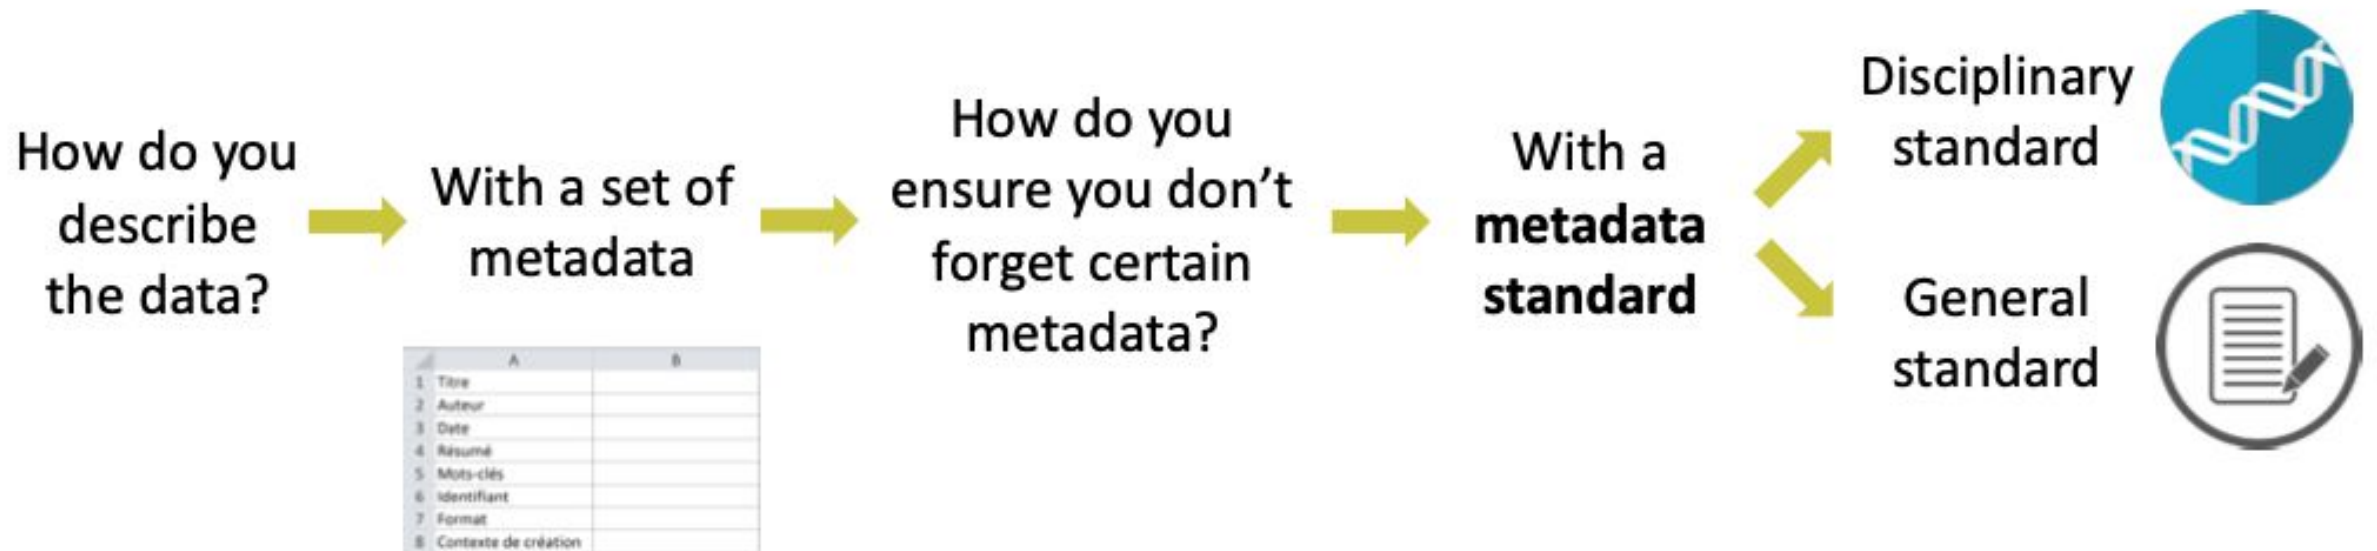 How do you
describe
the data?
With a set of
metadata
A B
1 Titre
2 Auteur
3 Date
4 Résumé
5 Mots-clés
6 Identifiant
7 Format
8 Contexte de création
How do you
ensure you don't
forget certain
metadata?
With a
metadata
standard
Disciplinary
standard
General
standard